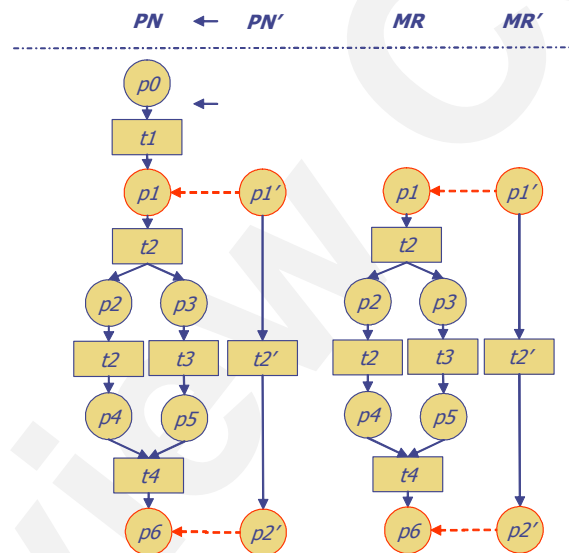 PN PN' MR MR'
p0
t1
p1 p1' p1 p1'
t2 t2
p2 p3 p2 p3
t2 t3 t2' t2 t3 t2'
p4 p5 p4 p5
t4 t4
p6 p2' p6 p2'